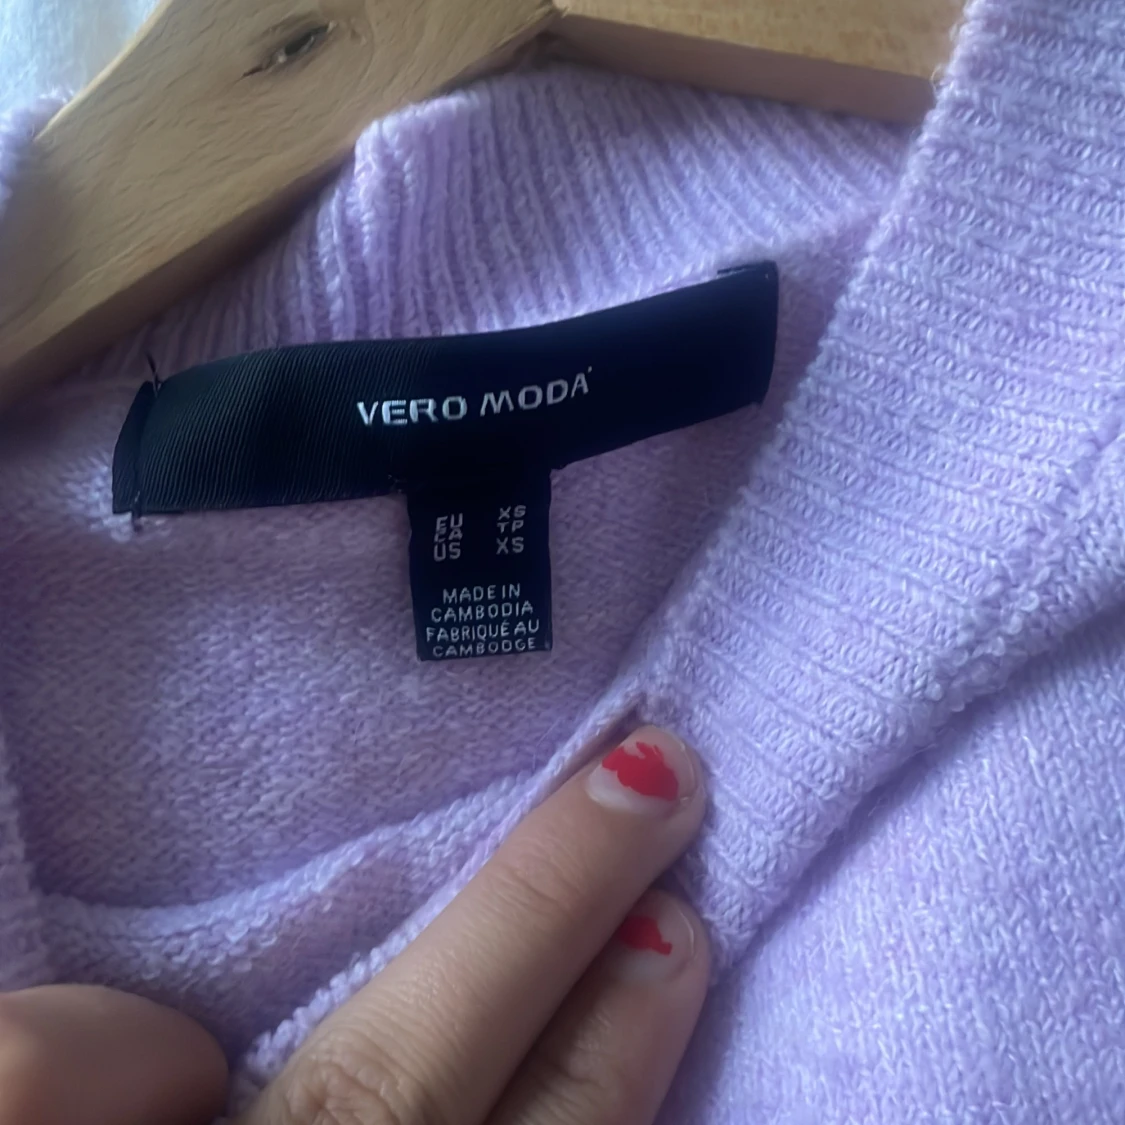 VERO MODA
EU XS
CA TP
US XS
MADE IN
CAMBODIA
FABRIQUÉ AU
CAMBODGE